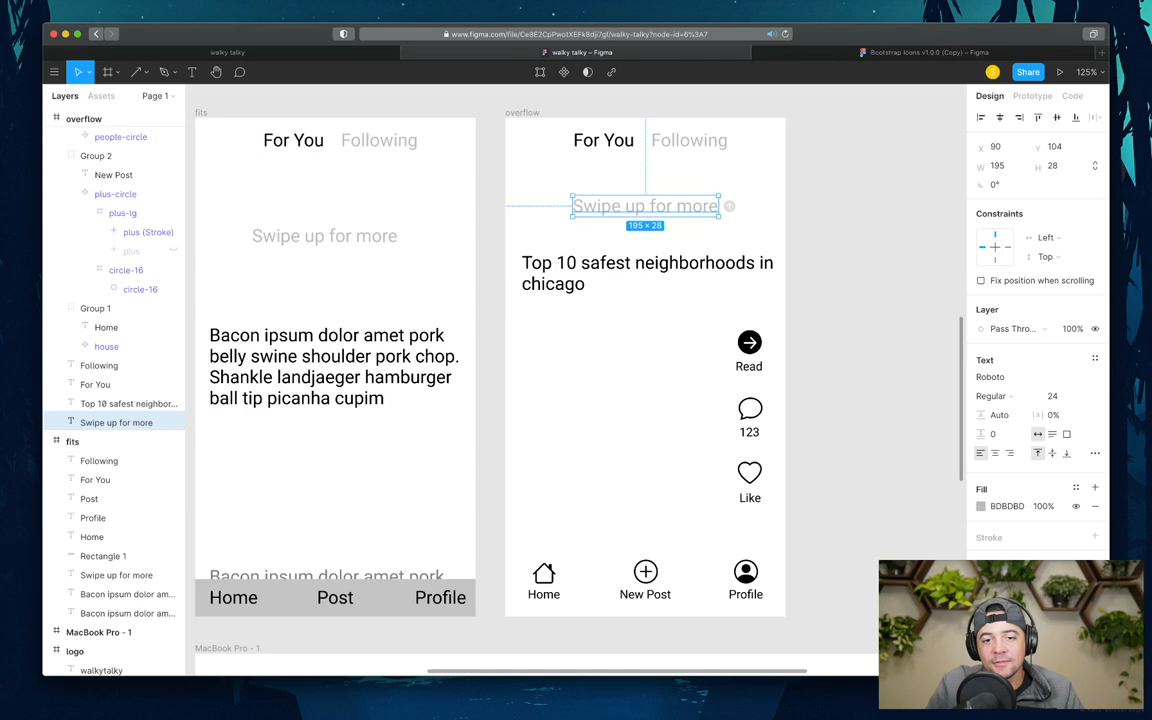 www.figma.com/file/Ce8E2CpPwotXEFkBdji7gf/walky-talky?node-id=6%3A7
walky talky
walky talky – Figma
Bootstrap Icons v1.0.0 (Copy) – Figma
Share
125%
Layers
Assets
Page 1
overflow
people-circle
Group 2
New Post
plus-circle
plus-lg
plus (Stroke)
plus
circle-16
circle-16
Group 1
Home
house
Following
For You
Top 10 safest neighbor...
Swipe up for more
fits
Following
For You
Post
Profile
Home
Rectangle 1
Swipe up for more
Bacon ipsum dolor am...
Bacon ipsum dolor am...
MacBook Pro - 1
logo
walkytalky
fits
For You Following
Swipe up for more
Bacon ipsum dolor amet pork
belly swine shoulder pork chop.
Shankle landjaeger hamburger
ball tip picanha cupim
Bacon ipsum dolor amet pork
Home Post Profile
MacBook Pro - 1
overflow
For You Following
Swipe up for more
195 × 28
Top 10 safest neighborhoods in
chicago
Read
123
Like
Home New Post Profile
Design
Prototype
Code
X 90 Y 104
W 195 H 28
0°
Constraints
Left
Top
Fix position when scrolling
Layer
Pass Thro... 100%
Text
Roboto
Regular 24
Auto |a| 0%
0
Fill
BDBDBD 100%
Stroke
S